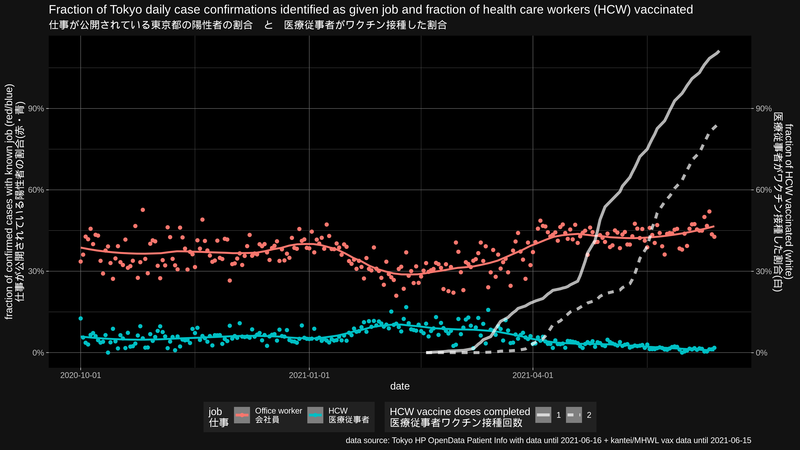 Fraction of Tokyo daily case confirmations identified as given job and fraction of health care workers (HCW) vaccinated
仕事が公開されている東京都の陽性者の割合　と　医療従事者がワクチン接種した割合
fraction of confirmed cases with known job (red/blue)
仕事が公開されている陽性者の割合(赤・青)
90%
60%
30%
0%
90%
60%
30%
0%
fraction of HCW vaccinated (white)
医療従事者がワクチン接種した割合(白)
2020-10-01
2021-01-01
2021-04-01
date
job
仕事
Office worker
会社員
HCW
医療従事者
HCW vaccine doses completed
医療従事者ワクチン接種回数
1
2
data source: Tokyo HP OpenData Patient Info with data until 2021-06-16 + kantei/MHWL vax data until 2021-06-15